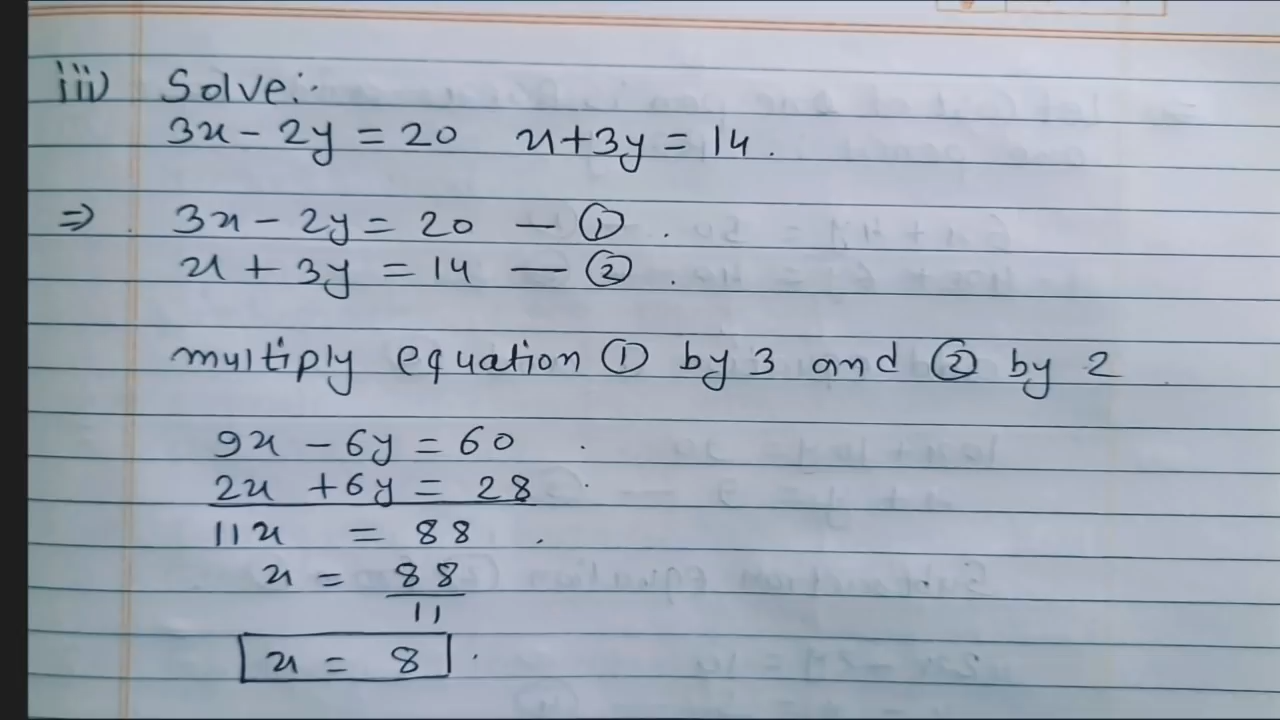 iii) Solve:-
3x - 2y = 20   x + 3y = 14.
⇒ 3x - 2y = 20 — ①.
x + 3y = 14 — ②.
multiply equation ① by 3 and ② by 2
9x - 6y = 60
2x + 6y = 28
11x = 88.
x = 88
11
x = 8.